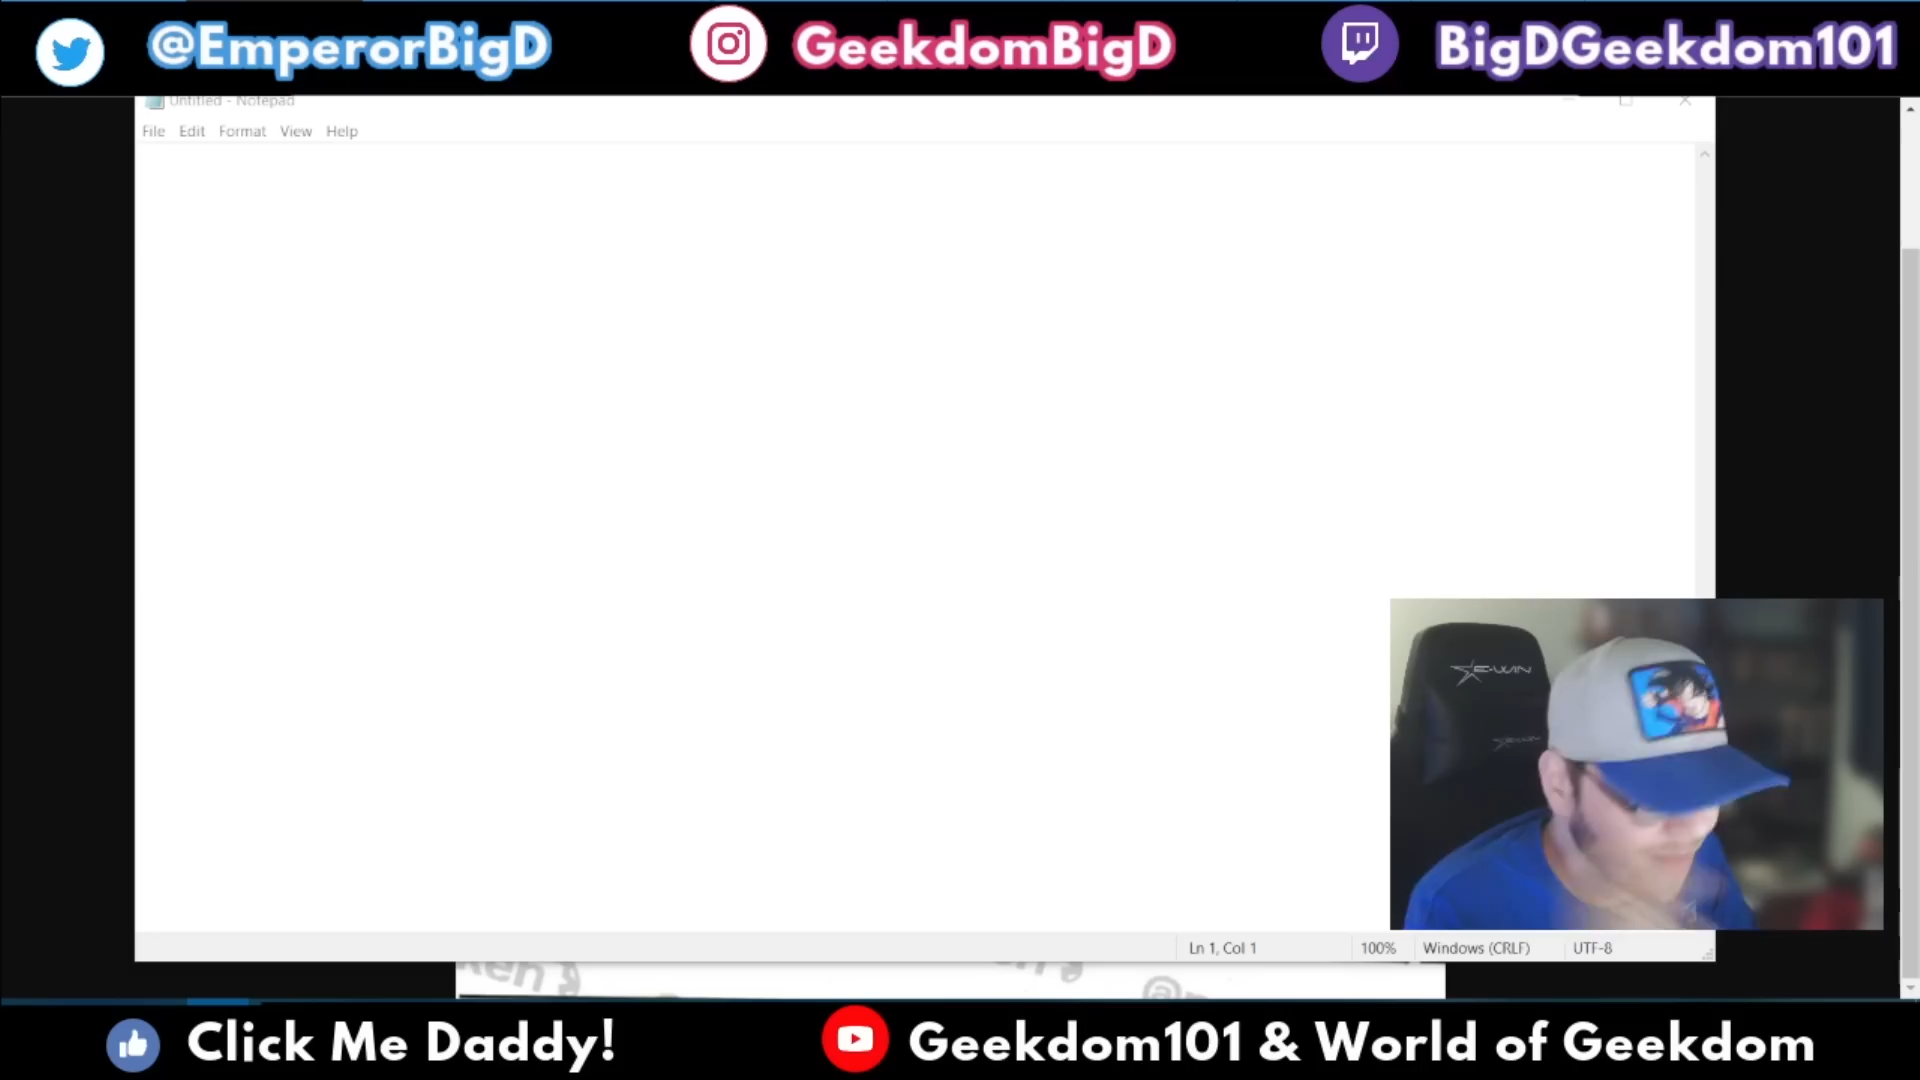 @EmperorBigD
GeekdomBigD
BigDGeekdom101
Untitled - Notepad
File Edit Format View Help
E-WIN
Ln 1, Col 1
100%
Windows (CRLF)
UTF-8
Click Me Daddy!
Geekdom101 & World of Geekdom